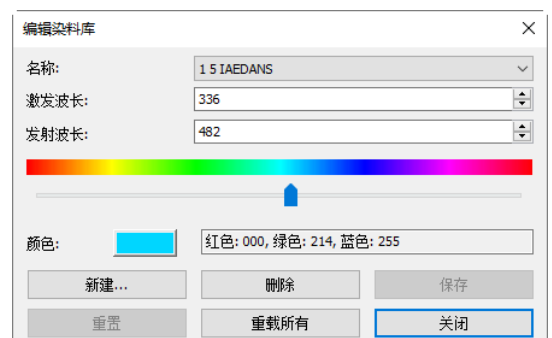 编辑染料库
名称: 1 5 IAEDANS
激发波长: 336
发射波长: 482
颜色: 红色: 000, 绿色: 214, 蓝色: 255
新建... 删除 保存
重置 重载所有 关闭